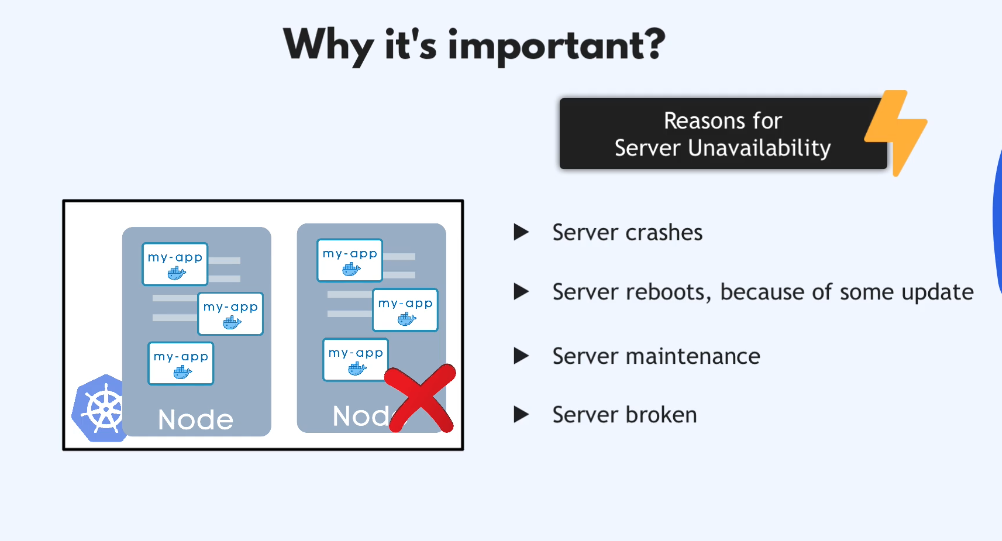 Why it's important?
Reasons for
Server Unavailability
my-app
my-app
my-app
Node
my-app
my-app
my-app
Nod
Server crashes
Server reboots, because of some update
Server maintenance
Server broken